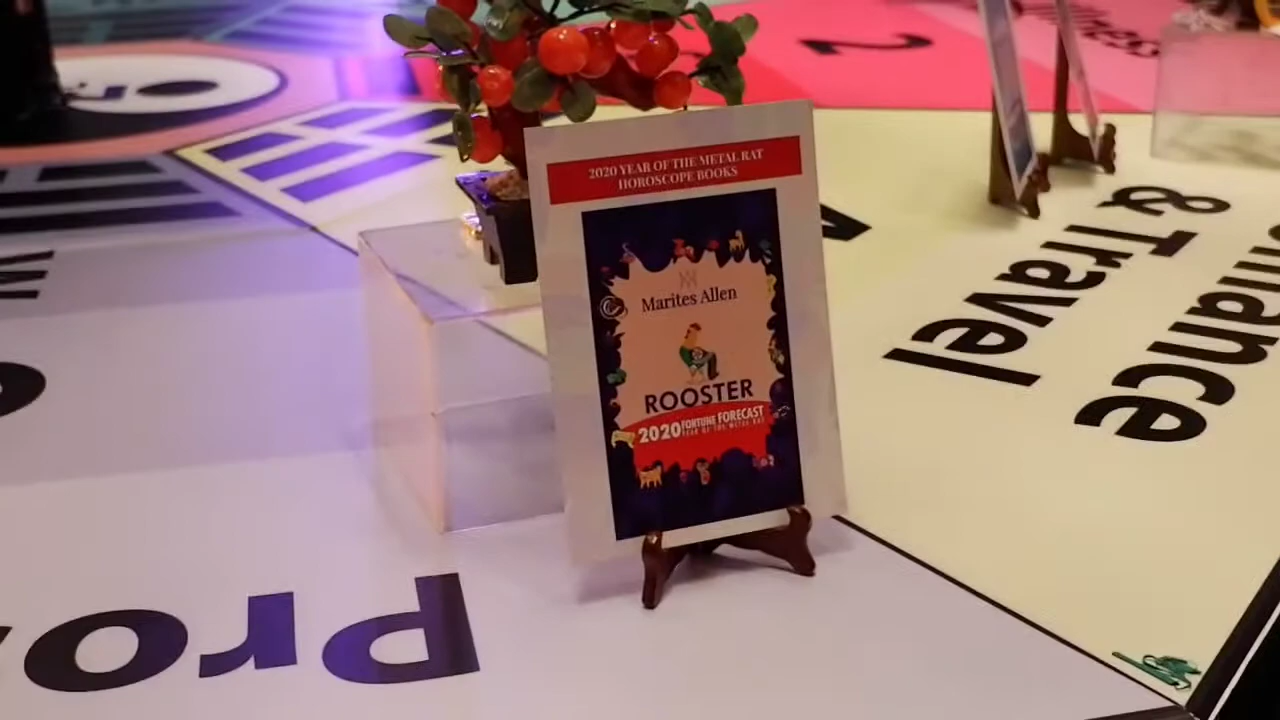 2020 YEAR OF THE METAL RAT
HOROSCOPE BOOKS
Marites Allen
ROOSTER
2020 FORTUNE FORECAST
YEAR OF THE METAL RAT
2
& Travel
Pro